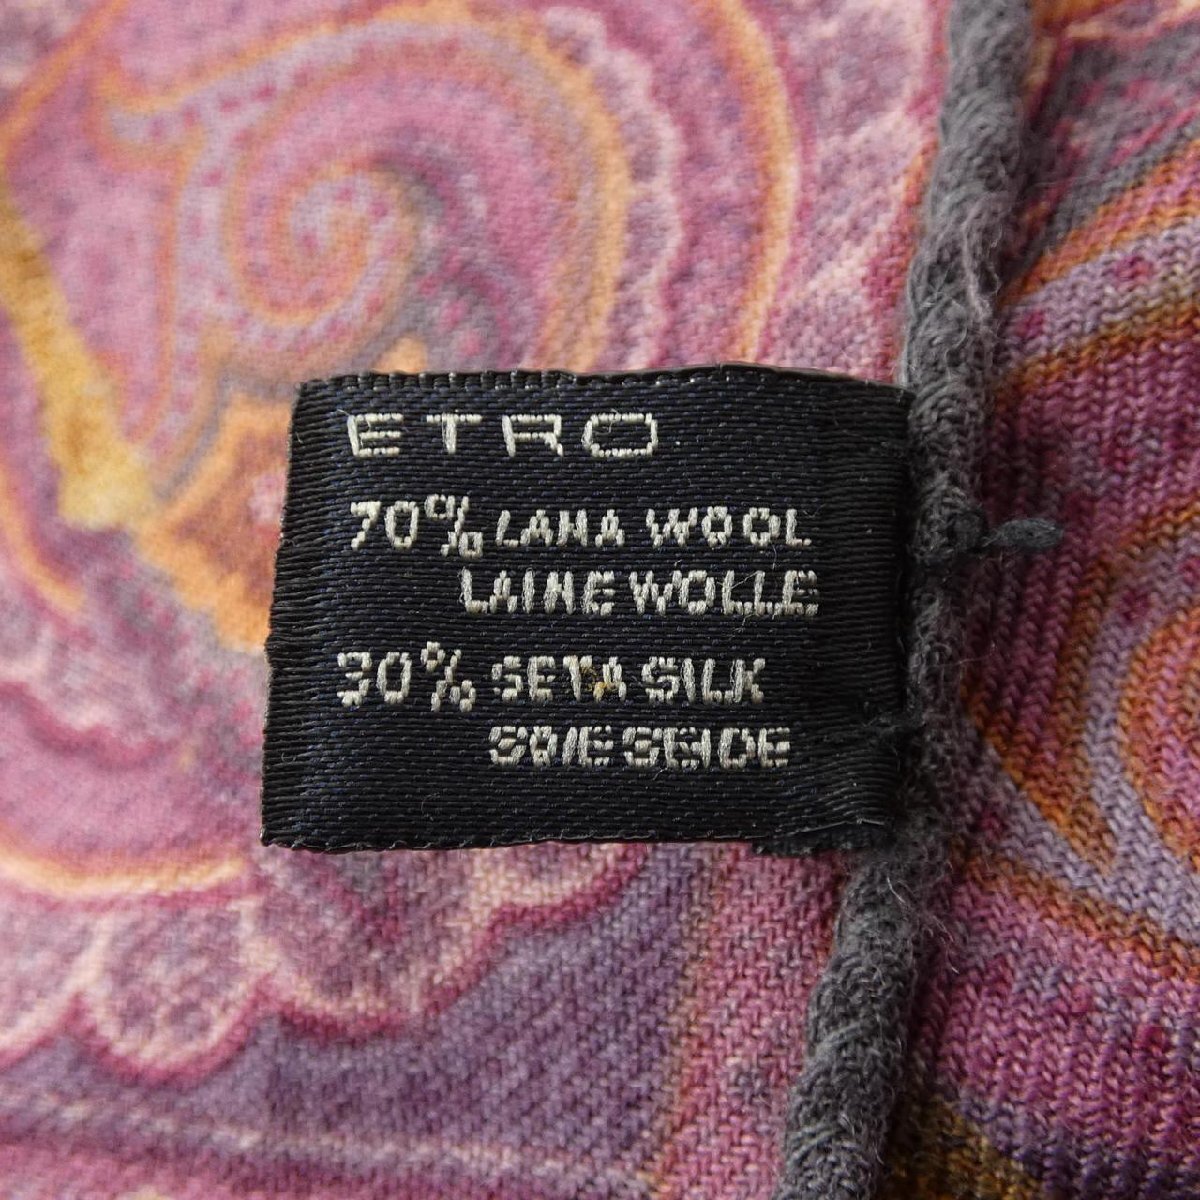 ETRO
70% LANA WOOL
LAINE WOLLE
30% SETA SILK
SOIE SEIDE